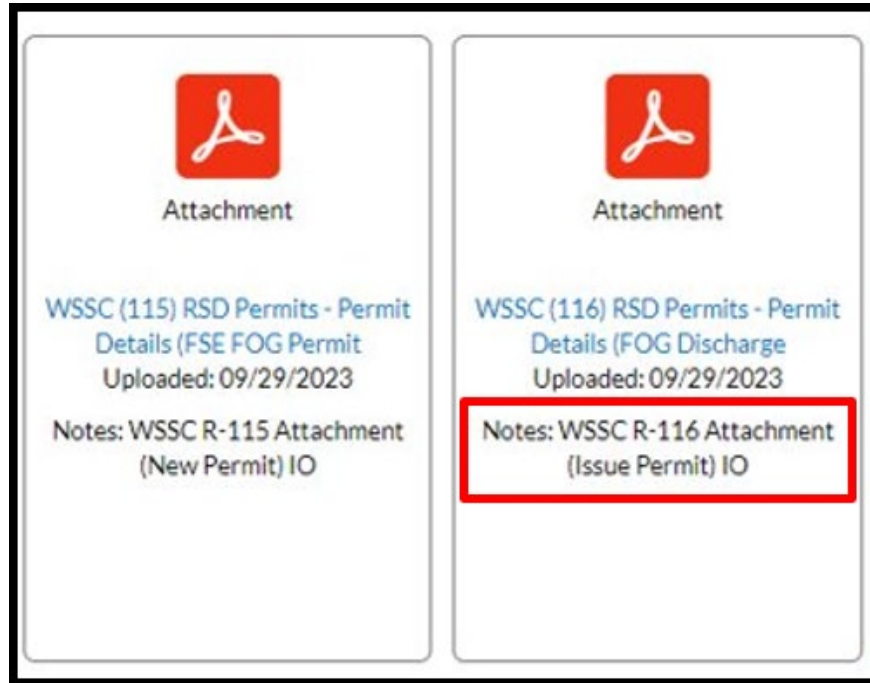 Attachment
WSSC (115) RSD Permits - Permit
Details (FSE FOG Permit
Uploaded: 09/29/2023
Notes: WSSC R-115 Attachment
(New Permit) IO
Attachment
WSSC (116) RSD Permits - Permit
Details (FOG Discharge
Uploaded: 09/29/2023
Notes: WSSC R-116 Attachment
(Issue Permit) IO